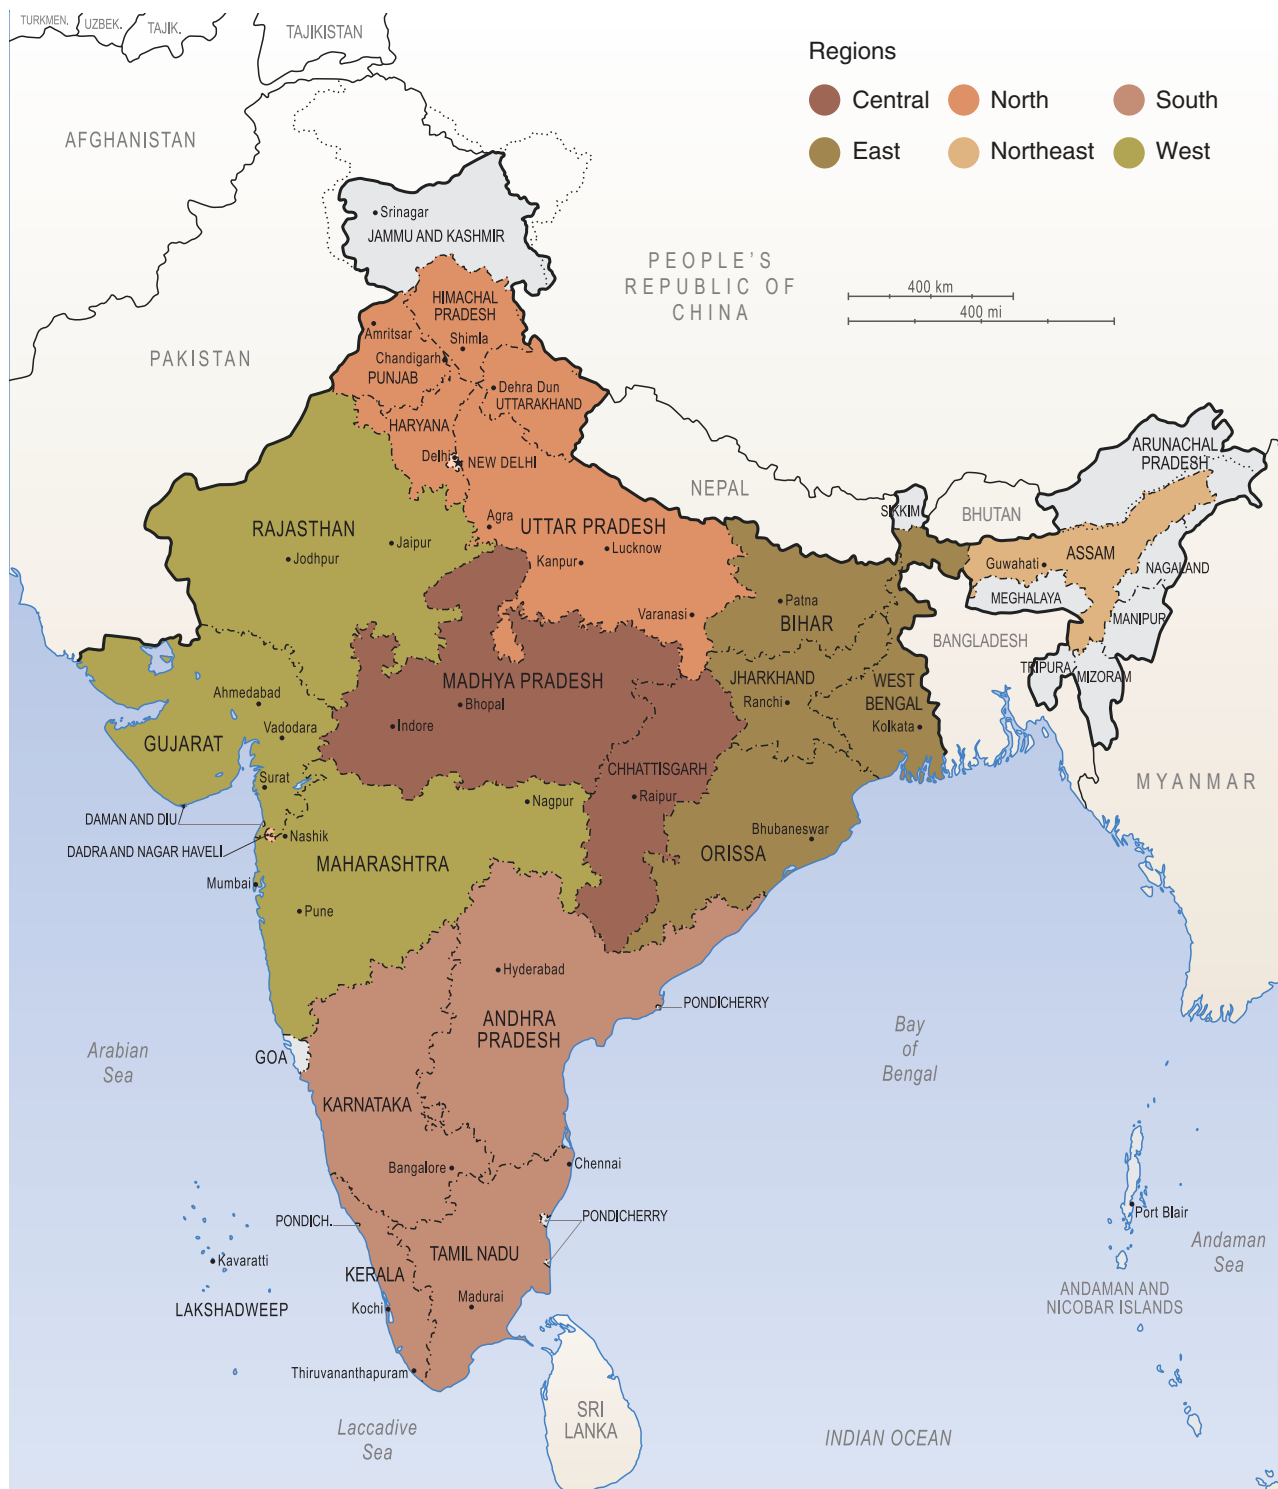 TURKMEN.
UZBEK.
TAJIK.
TAJIKISTAN
Regions
Central
North
South
East
Northeast
West
AFGHANISTAN
Srinagar
JAMMU AND KASHMIR
PEOPLE'S
REPUBLIC OF
CHINA
400 km
400 mi
HIMACHAL
PRADESH
Amritsar
Shimla
Chandigarh
PUNJAB
PAKISTAN
Dehra Dun
UTTARAKHAND
HARYANA
Delhi
NEW DELHI
NEPAL
ARUNACHAL
PRADESH
SIKKIM
BHUTAN
RAJASTHAN
Agra
UTTAR PRADESH
Jaipur
Lucknow
Jodhpur
Kanpur
Guwahati
ASSAM
NAGALAND
MEGHALAYA
Patna
Varanasi
BIHAR
MANIPUR
BANGLADESH
TRIPURA
MIZORAM
MADHYA PRADESH
JHARKHAND
WEST
BENGAL
Ahmedabad
Bhopal
Ranchi
Indore
Kolkata
Vadodara
GUJARAT
CHHATTISGARH
MYANMAR
Surat
Raipur
Nagpur
DAMAN AND DIU
Nashik
Bhubaneswar
DADRA AND NAGAR HAVELI
MAHARASHTRA
ORISSA
Mumbai
Pune
Hyderabad
PONDICHERRY
ANDHRA
PRADESH
Bay
of
Bengal
Arabian
Sea
GOA
KARNATAKA
Bangalore
Chennai
PONDICH.
PONDICHERRY
Port Blair
TAMIL NADU
Andaman
Sea
Kavaratti
KERALA
LAKSHADWEEP
Kochi
Madurai
ANDAMAN AND
NICOBAR ISLANDS
Thiruvananthapuram
SRI
LANKA
Laccadive
Sea
INDIAN OCEAN